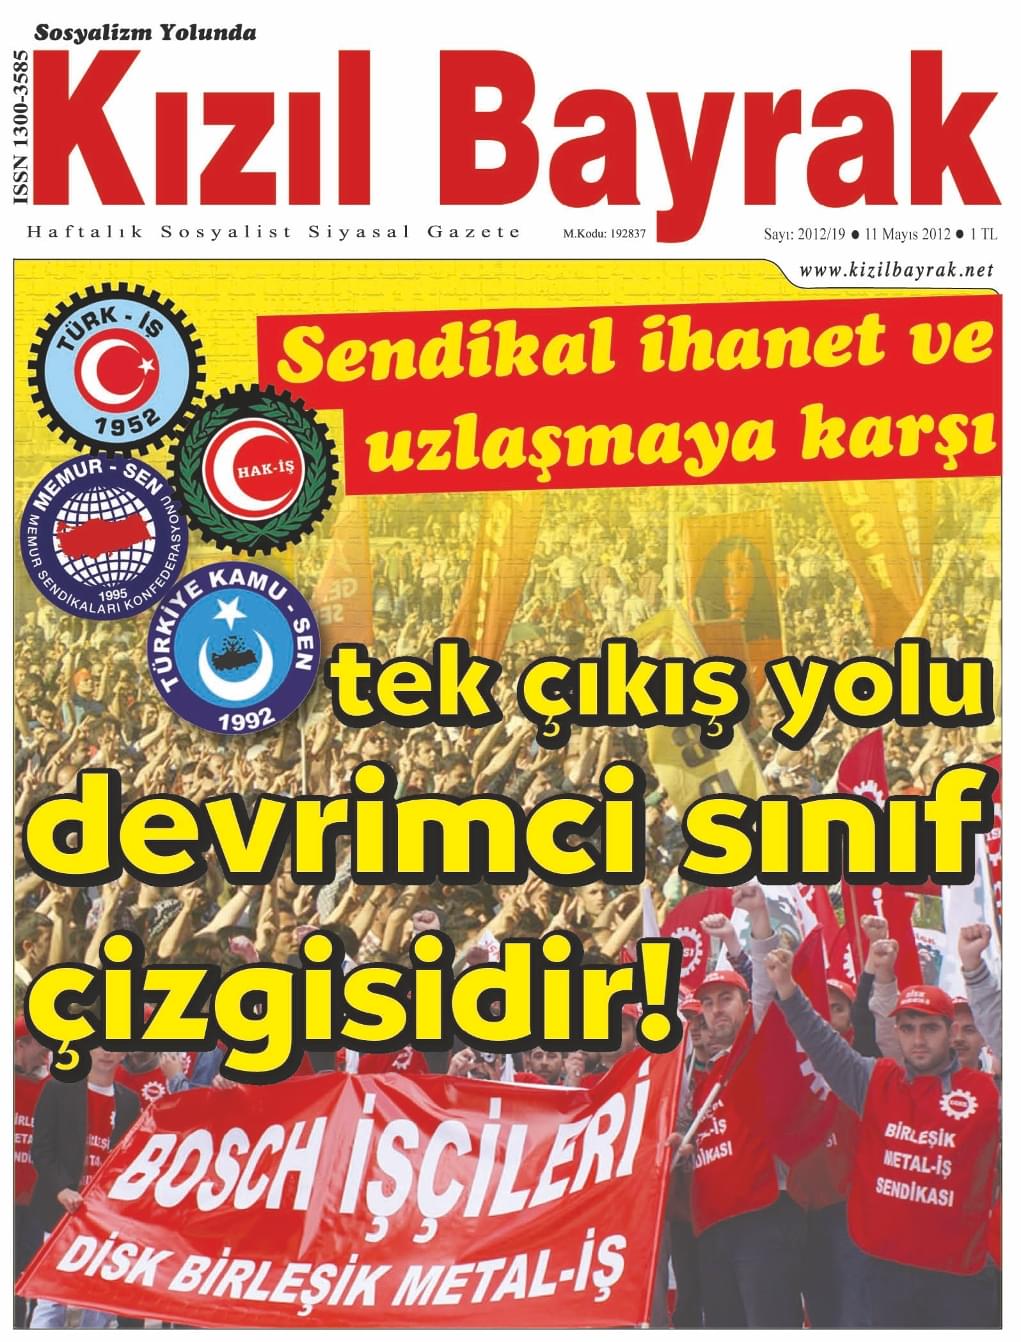 Sosyalizm Yolunda
ISSN 1300-3585
Kızıl Bayrak
Haftalık Sosyalist Siyasal Gazete
M.Kodu: 192837
Sayı: 2012/19 ● 11 Mayıs 2012 ● 1 TL
www.kizilbayrak.net
Sendikal ihanet ve
uzlaşmaya karşı
TÜRK - İŞ
1952
HAK-İŞ
MEMUR - SEN
MEMUR SENDİKALARI KONFEDERASYONU
1995
TÜRKİYE KAMU - SEN
1992
tek çıkış yolu
devrimci sınıf
çizgisidir!
BOSCH İŞÇİLERİ
DİSK BİRLEŞİK METAL-İŞ
BİRLEŞİK
METAL-İŞ
SENDİKASI